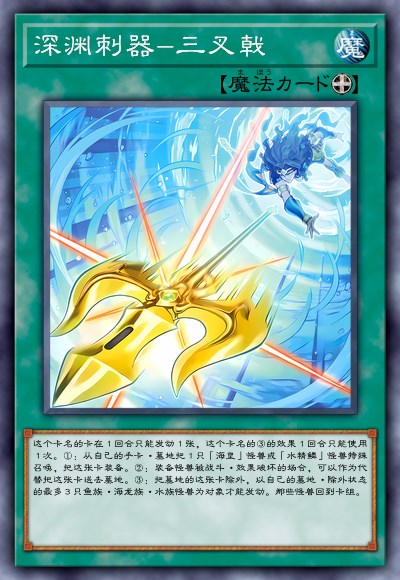 深渊刺器-三叉戟
魔
【魔法カード】
まほう
这个卡名的卡在1回合只能发动1张，这个卡名的③的效果1回合只能使用
1次。①：从自己的手卡·墓地把1只「海皇」怪兽或「水精鳞」怪兽特殊
召唤，把这张卡装备。②：装备怪兽被战斗·效果破坏的场合，可以作为代
替把这张卡送去墓地。③：把墓地的这张卡除外，以自己的墓地·除外状态
的最多3只鱼族·海龙族·水族怪兽为对象才能发动。那些怪兽回到卡组。